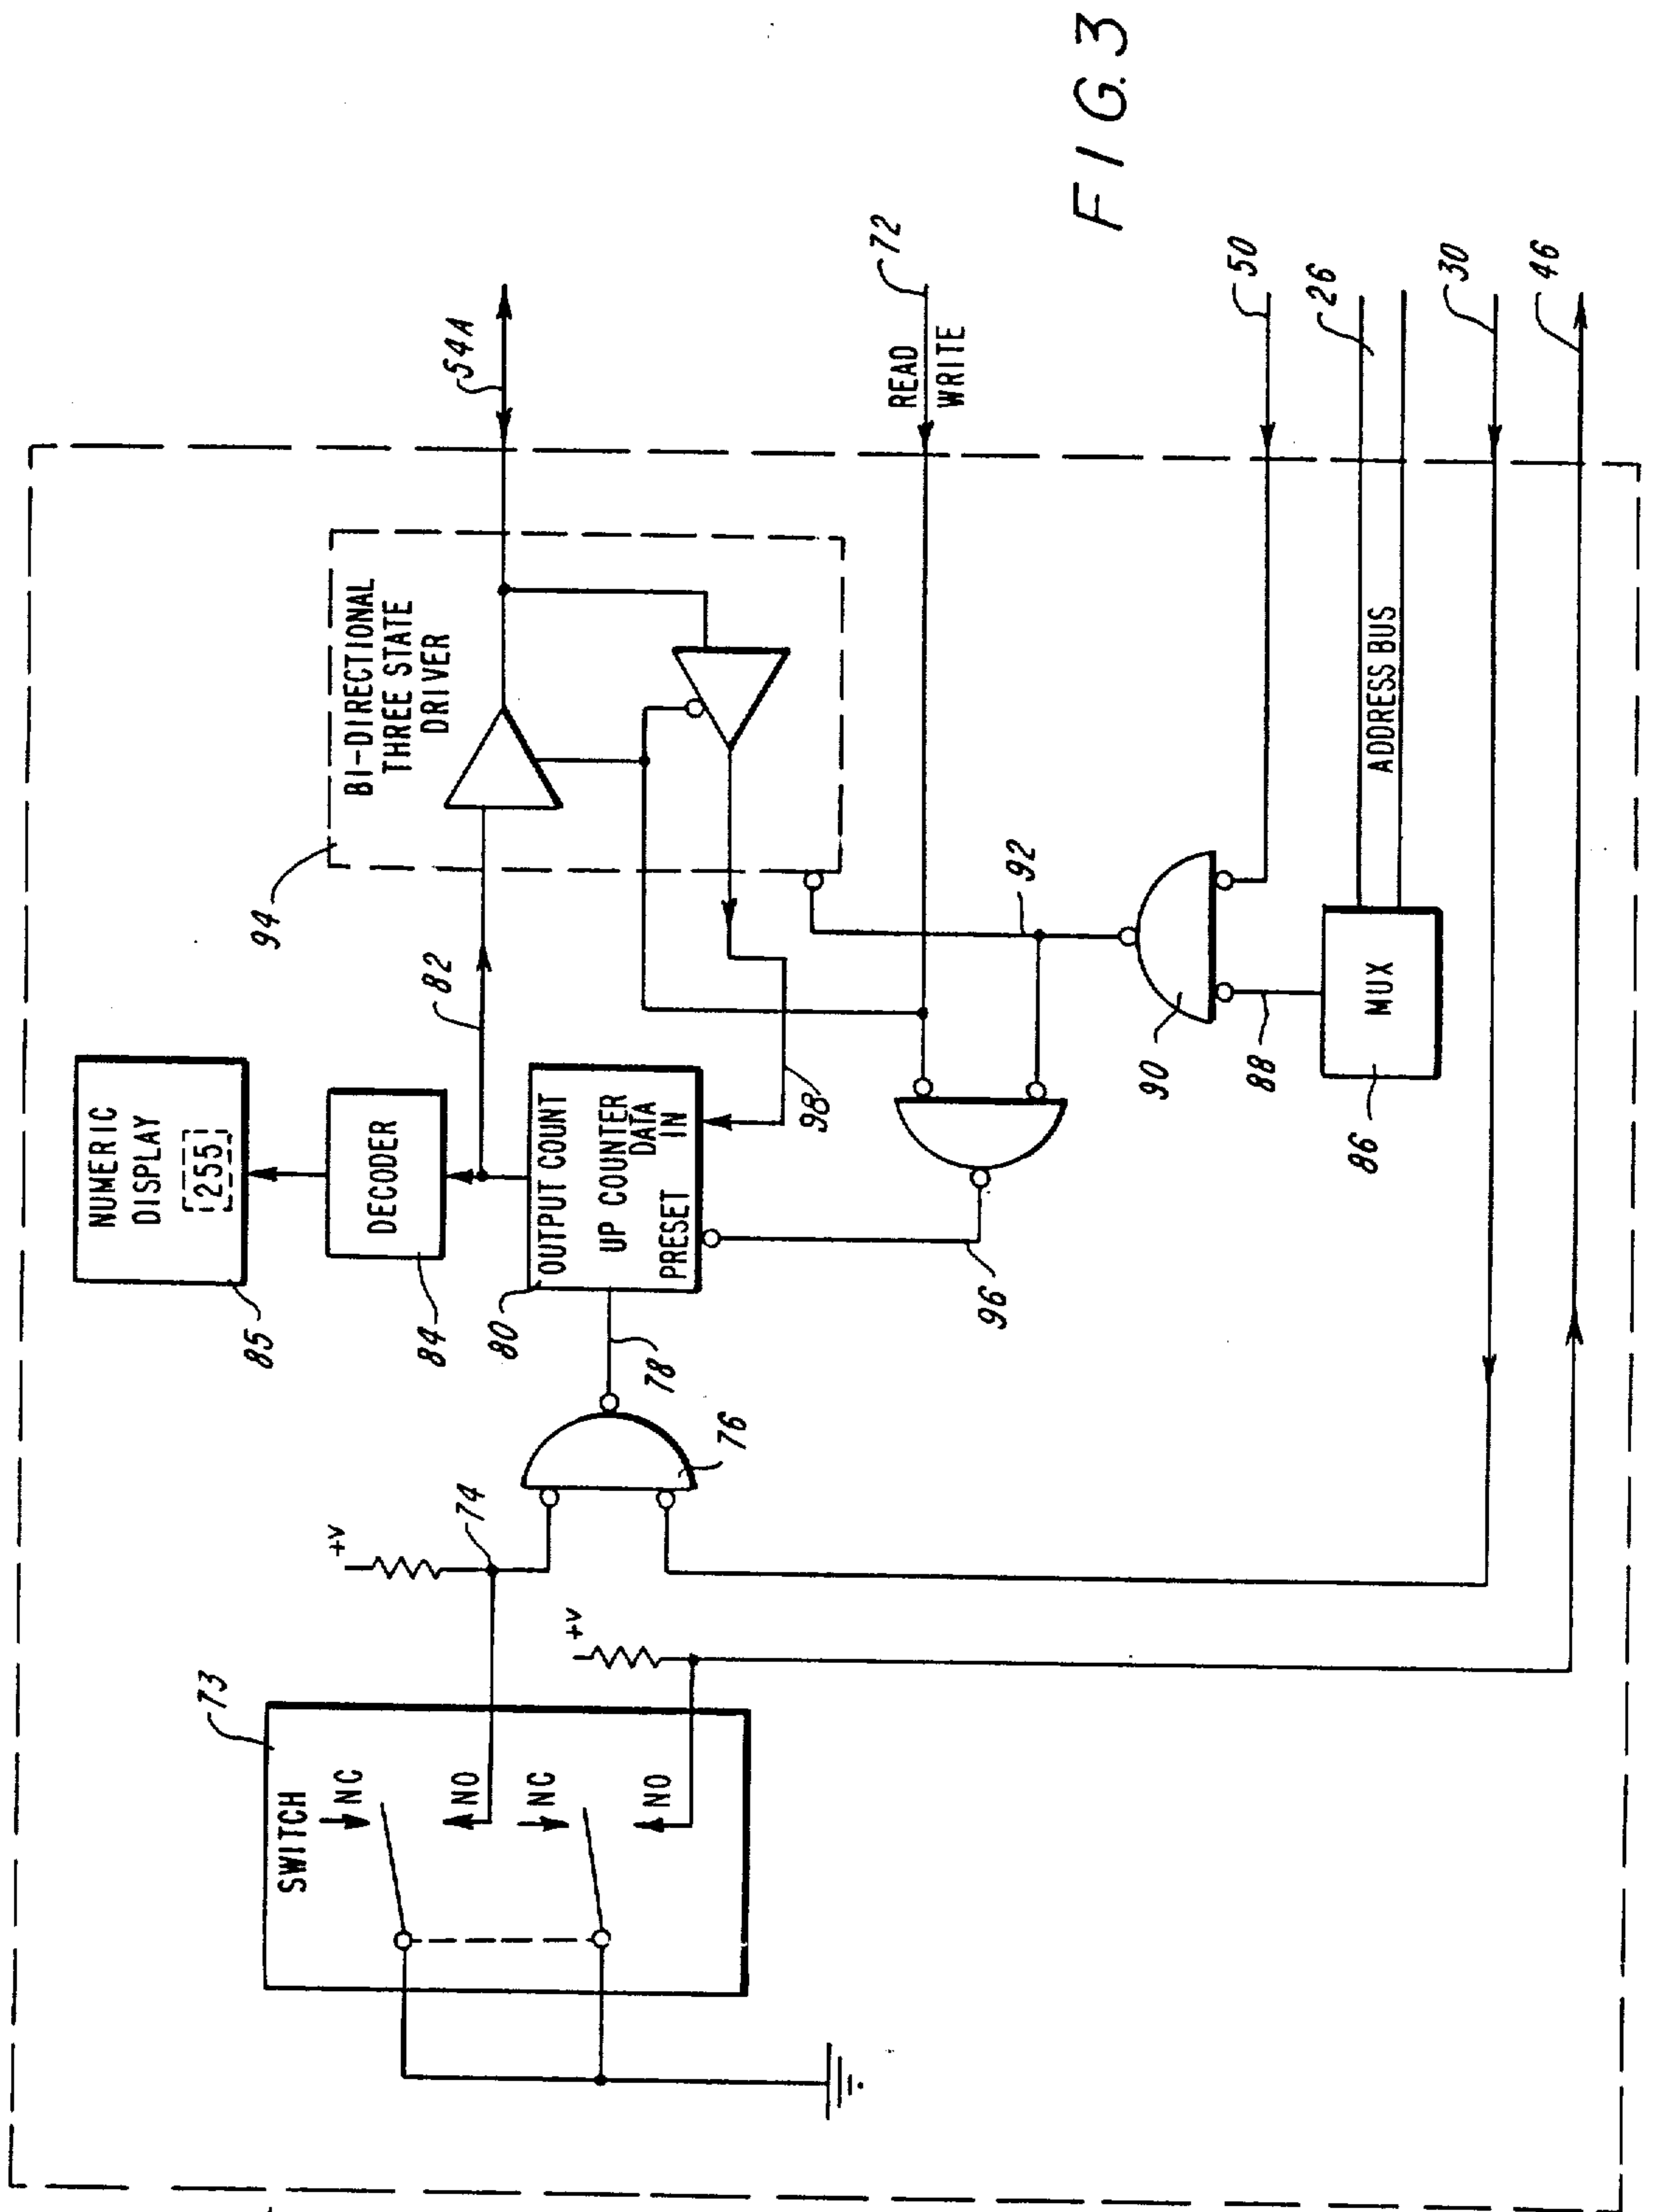 SWITCH
NC
NO
NC
NO
73
+V
+V
74
76
78
NUMERIC
DISPLAY
255
85
DECODER
84
80
OUTPUT COUNT
UP COUNTER
DATA
IN
PRESET
82
94
BI-DIRECTIONAL
THREE STATE
DRIVER
54A
98
96
92
90
88
MUX
86
READ
WRITE
72
50
26
ADDRESS BUS
30
46
FIG. 3